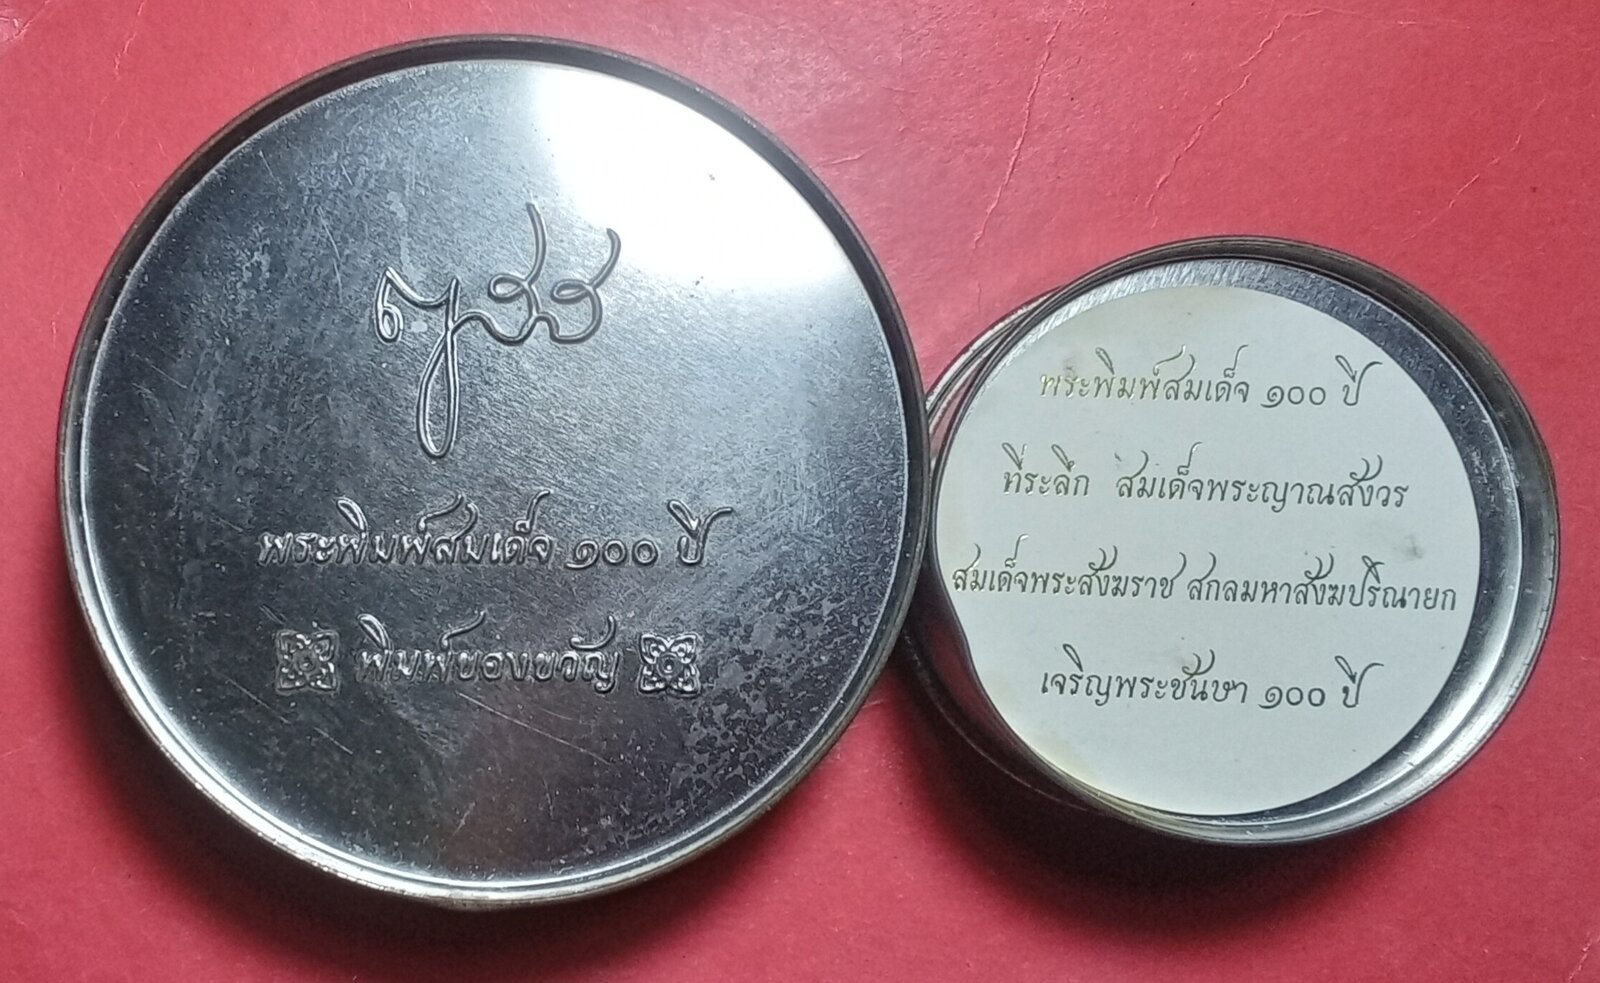 ญสส
พระพิมพ์สมเด็จ ๑๐๐ ปี
พิมพ์ของขวัญ
พระพิมพ์สมเด็จ ๑๐๐ ปี
ที่ระลึก สมเด็จพระญาณสังวร
สมเด็จพระสังฆราช สกลมหาสังฆปริณายก
เจริญพระชันษา ๑๐๐ ปี